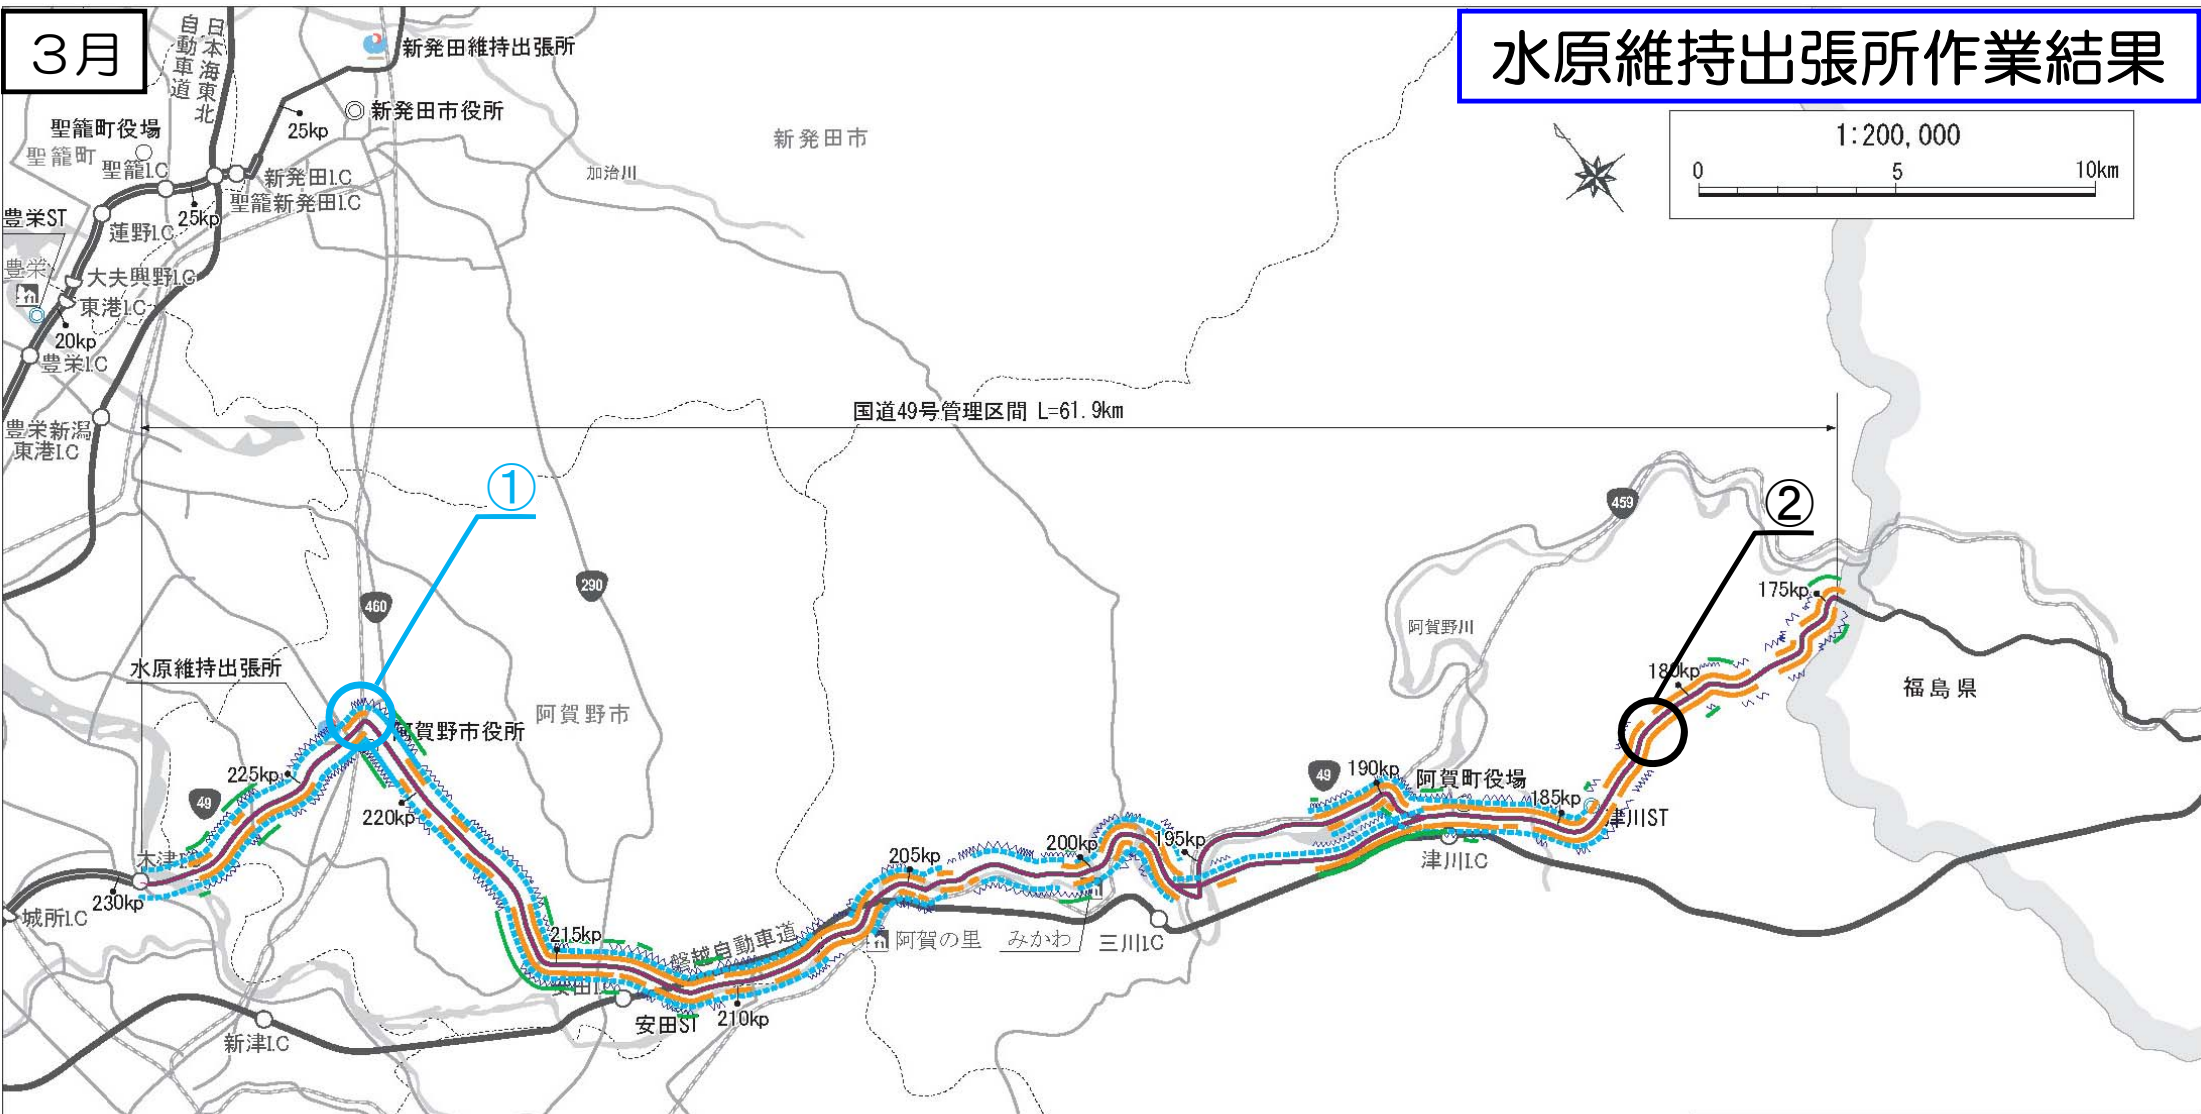 3月
水原維持出張所作業結果
日本海東北
自動車道
新発田維持出張所
新発田市役所
25kp
聖籠町役場
聖籠町
聖籠I.C
新発田I.C
聖籠新発田I.C
25kp
新発田市
加治川
1:200,000
0 5 10km
豊栄ST
蓮野I.C
豊栄
大夫興野I.C
東港I.C
20kp
豊栄I.C
豊栄新潟
東港I.C
国道49号管理区間 L=61.9km
①
②
459
290
460
175kp
阿賀野川
180kp
福島県
水原維持出張所
阿賀野市役所
阿賀野市
225kp
49
220kp
49
190kp
阿賀町役場
185kp
津川ST
津川I.C
195kp
200kp
205kp
木津I.C
230kp
城所I.C
215kp
磐越自動車道
阿賀の里
みかわ
三川I.C
安田I.C
安田ST
210kp
新津I.C